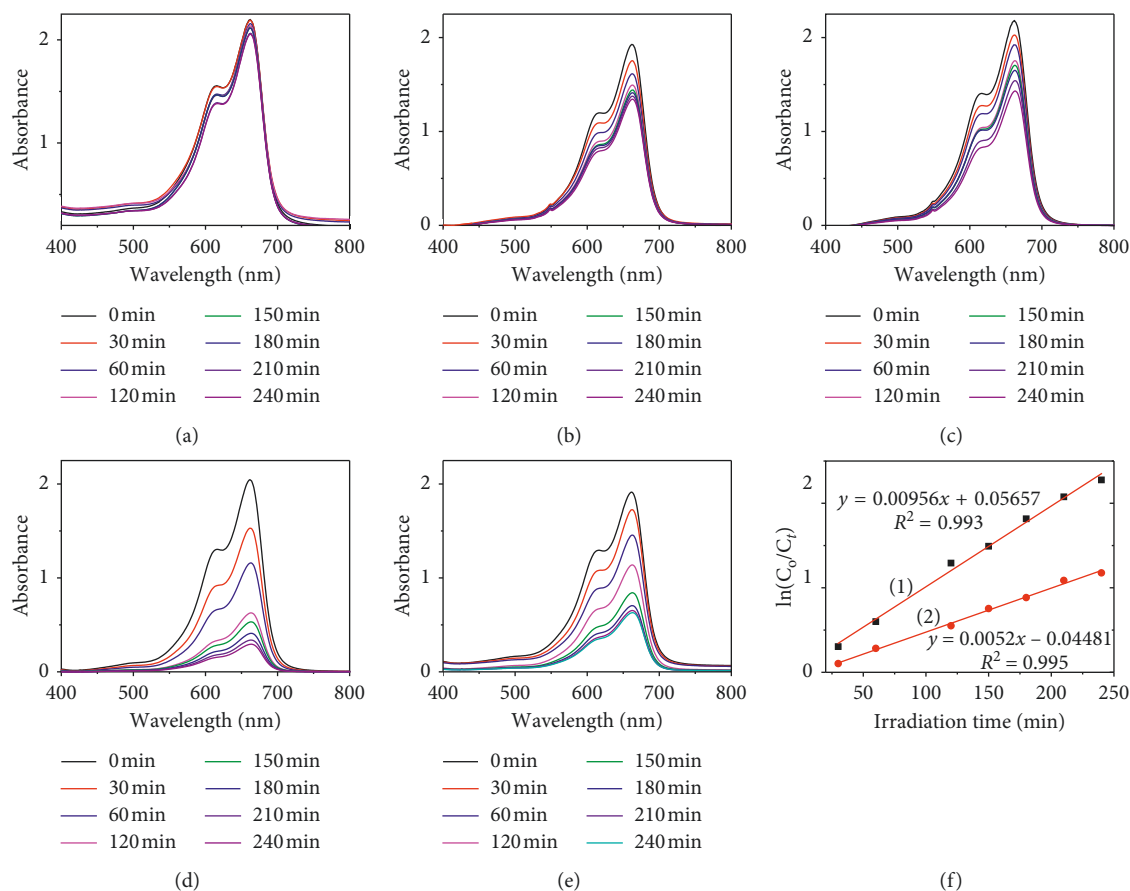 2
1
Absorbance
400 500 600 700 800
Wavelength (nm)
0 min 150 min
30 min 180 min
60 min 210 min
120 min 240 min
(a)
2
1
0
Absorbance
400 500 600 700 800
Wavelength (nm)
0 min 150 min
30 min 180 min
60 min 210 min
120 min 240 min
(b)
2
1
0
Absorbance
400 500 600 700 800
Wavelength (nm)
0 min 150 min
30 min 180 min
60 min 210 min
120 min 240 min
(c)
2
1
0
Absorbance
400 500 600 700 800
Wavelength (nm)
0 min 150 min
30 min 180 min
60 min 210 min
120 min 240 min
(d)
2
1
0
Absorbance
400 500 600 700 800
Wavelength (nm)
0 min 150 min
30 min 180 min
60 min 210 min
120 min 240 min
(e)
2
1
0
ln(C₀/Cₜ)
y = 0.00956x + 0.05657
R² = 0.993
(1)
(2)
y = 0.0052x − 0.04481
R² = 0.995
50 100 150 200 250
Irradiation time (min)
(f)